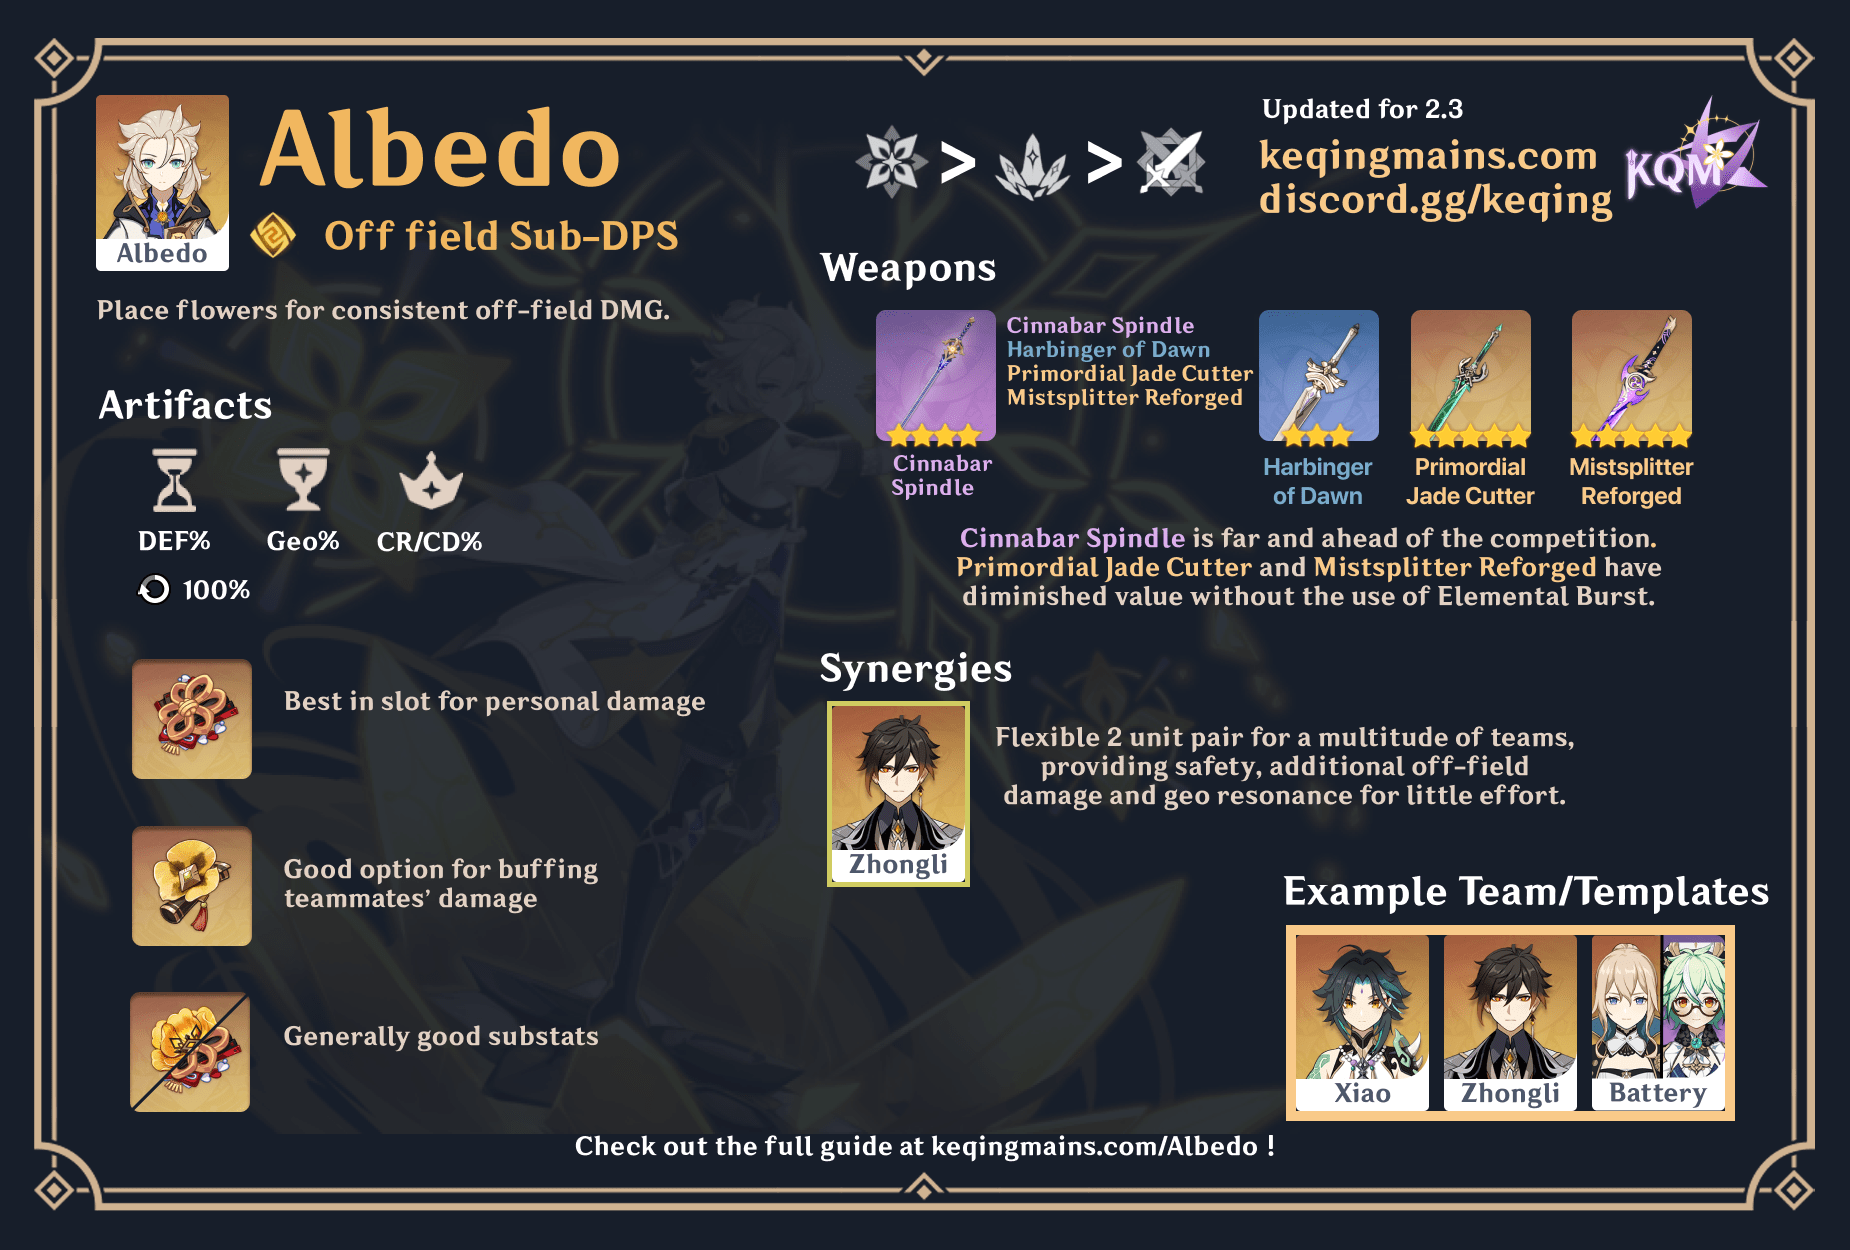 Albedo
Albedo
Off field Sub-DPS
Place flowers for consistent off-field DMG.
> >
Updated for 2.3
keqingmains.com
discord.gg/keqing
KQM
Artifacts
DEF%
Geo%
CR/CD%
100%
Best in slot for personal damage
Good option for buffing
teammates’ damage
Generally good substats
Weapons
Cinnabar Spindle
Harbinger of Dawn
Primordial Jade Cutter
Mistsplitter Reforged
Cinnabar
Spindle
Harbinger
of Dawn
Primordial
Jade Cutter
Mistsplitter
Reforged
Cinnabar Spindle is far and ahead of the competition.
Primordial Jade Cutter and Mistsplitter Reforged have
diminished value without the use of Elemental Burst.
Synergies
Zhongli
Flexible 2 unit pair for a multitude of teams,
providing safety, additional off-field
damage and geo resonance for little effort.
Example Team/Templates
Xiao
Zhongli
Battery
Check out the full guide at keqingmains.com/Albedo !